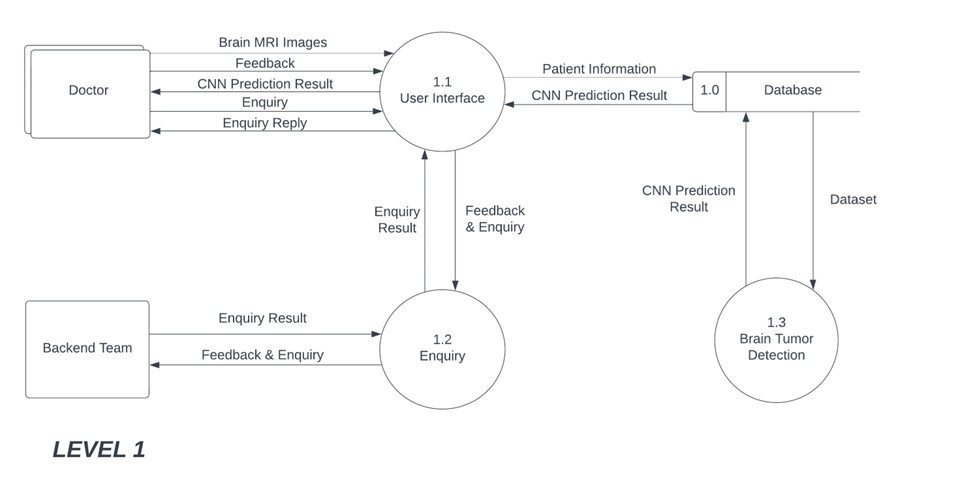 Brain MRI Images
Feedback
CNN Prediction Result
Enquiry
Enquiry Reply
Doctor
1.1
User Interface
Patient Information
CNN Prediction Result
1.0
Database
Enquiry
Result
Feedback
& Enquiry
CNN Prediction
Result
Dataset
Backend Team
Enquiry Result
Feedback & Enquiry
1.2
Enquiry
1.3
Brain Tumor
Detection
LEVEL 1